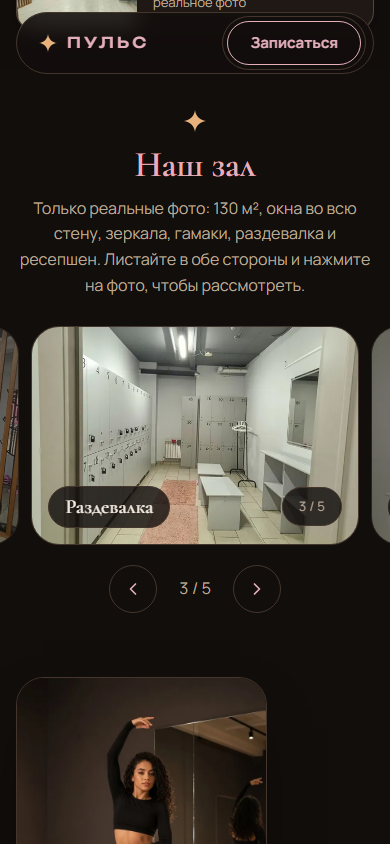 реальное фото
ПУЛЬС
Записаться
Наш зал
Только реальные фото: 130 м², окна во всю
стену, зеркала, гамаки, раздевалка и
ресепшен. Листайте в обе стороны и нажмите
на фото, чтобы рассмотреть.
Раздевалка
3 / 5
3 / 5